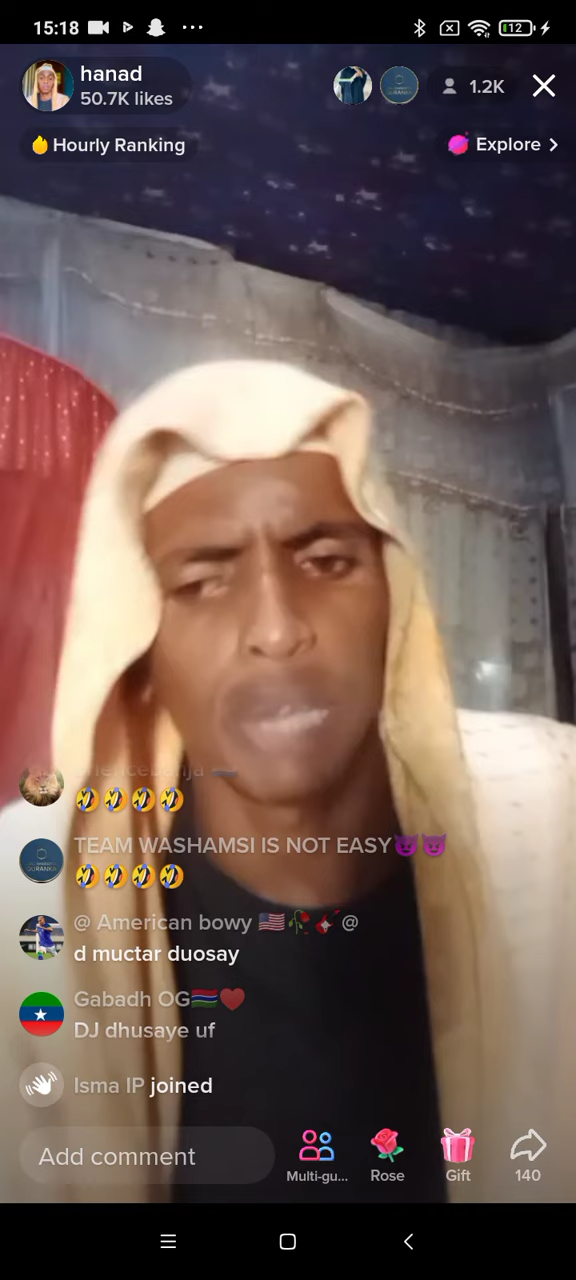 15:18
12
hanad
50.7K likes
1.2K
Hourly Ranking
Explore
TEAM WASHAMSI IS NOT EASY😈😈
🤣🤣🤣🤣
@ American bowy 🇺🇸🥀🎸@
d muctar duosay
Gabadh OG🇬🇲♥️
DJ dhusaye uf
Isma IP joined
Add comment
Multi-gu...
Rose
Gift
140